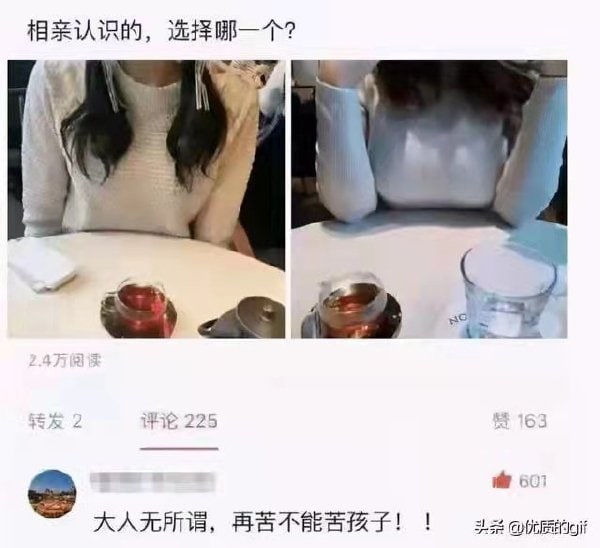 相亲认识的，选择哪一个？
NO
2.4万阅读
转发 2 评论 225 赞 163
601
大人无所谓，再苦不能苦孩子！！
头条 @优质的gif